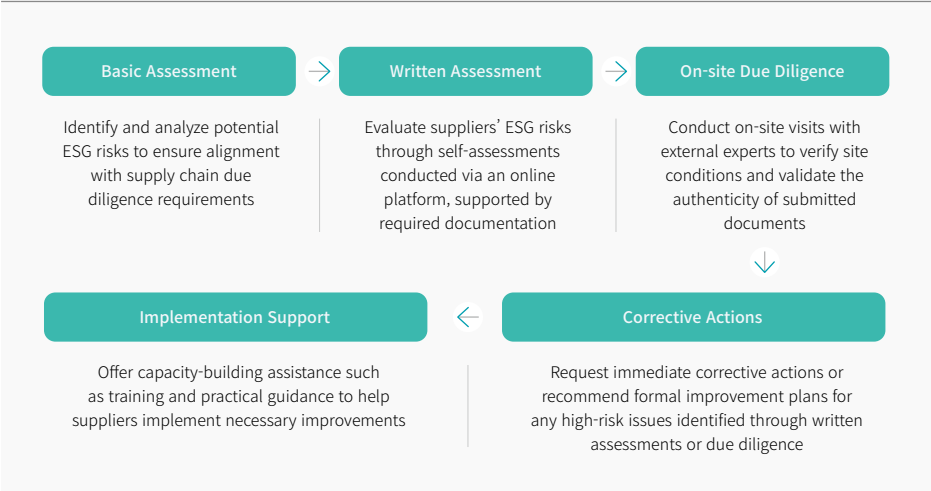 Basic Assessment
Identify and analyze potential
ESG risks to ensure alignment
with supply chain due
diligence requirements
Written Assessment
Evaluate suppliers’ ESG risks
through self-assessments
conducted via an online
platform, supported by
required documentation
On-site Due Diligence
Conduct on-site visits with
external experts to verify site
conditions and validate the
authenticity of submitted
documents
Corrective Actions
Request immediate corrective actions or
recommend formal improvement plans for
any high-risk issues identified through written
assessments or due diligence
Implementation Support
Offer capacity-building assistance such
as training and practical guidance to help
suppliers implement necessary improvements